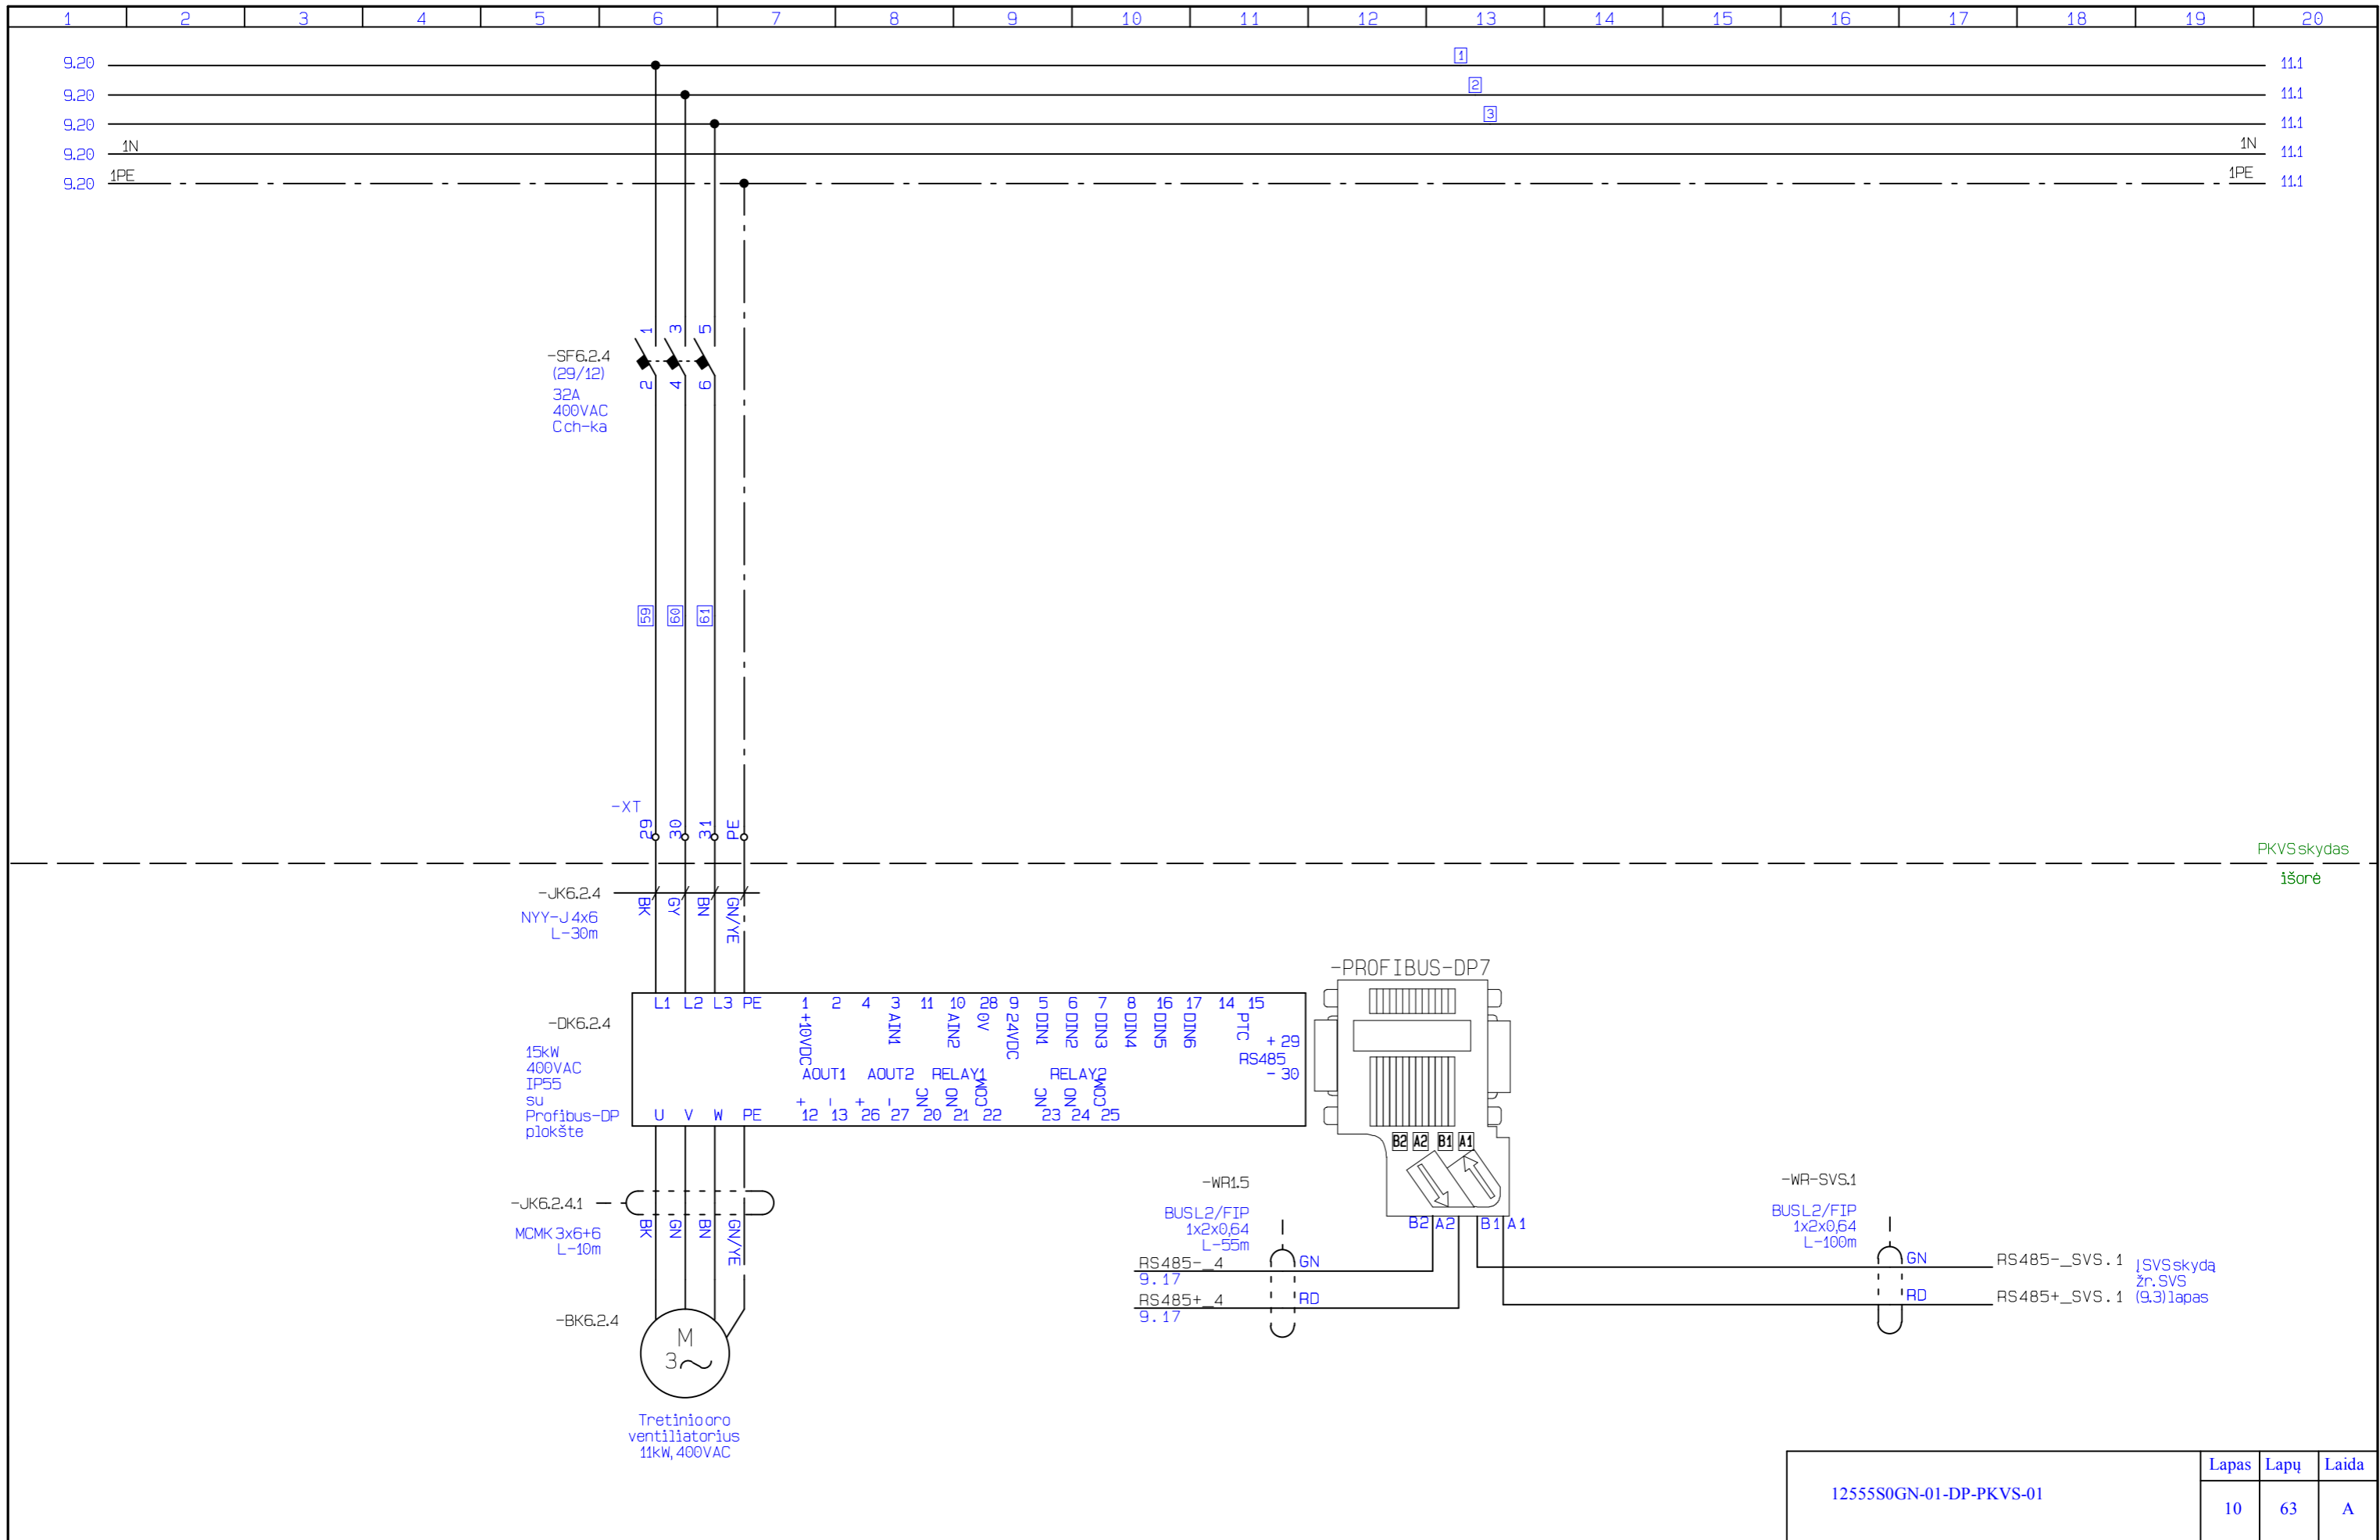 1 2 3 4 5 6 7 8 9 10 11 12 13 14 15 16 17 18 19 20
9.20 1 11.1
9.20 2 11.1
9.20 3 11.1
9.20 1N 1N 11.1
9.20 1PE 1PE 11.1
1 3 5
-SF6.2.4
(29/12)
2 4 6
32A
400VAC
C ch-ka
59 60 61
-XT
29 30 31 PE
PKVS skydas
išorė
-JK6.2.4
BK GY BN GN/YE
NYY-J 4x6
L-30m
-PROFIBUS-DP7
L1 L2 L3 PE 1 2 4 3 11 10 28 9 5 6 7 8 16 17 14 15
+10VDC AIN1 AIN2 0V 24VDC DIN1 DIN2 DIN3 DIN4 DIN5 DIN6 PTC
-DK6.2.4
+ 29
RS485
- 30
15kW
400VAC
IP55
su
Profibus-DP
plokšte
AOUT1 AOUT2 RELAY1 RELAY2
+ - + - NC NO COM NC NO COM
U V W PE 12 13 26 27 20 21 22 23 24 25
B2 A2 B1 A1
-JK6.2.4.1
BK GN BN GN/YE
MCMK 3x6+6
L-10m
-WR1.5
BUS L2/FIP
1x2x0,64
L-55m
B2 A2 B1 A1
-WR-SVS.1
BUS L2/FIP
1x2x0,64
L-100m
RS485-_4 GN
9.17
RS485+_4 RD
9.17
GN RS485-_SVS.1
RD RS485+_SVS.1
Į SVS skydą
žr. SVS
(9.3) lapas
-BK6.2.4
M
3
Tretinio oro
ventiliatorius
11kW, 400VAC
12555S0GN-01-DP-PKVS-01
Lapas Lapų Laida
10 63 A